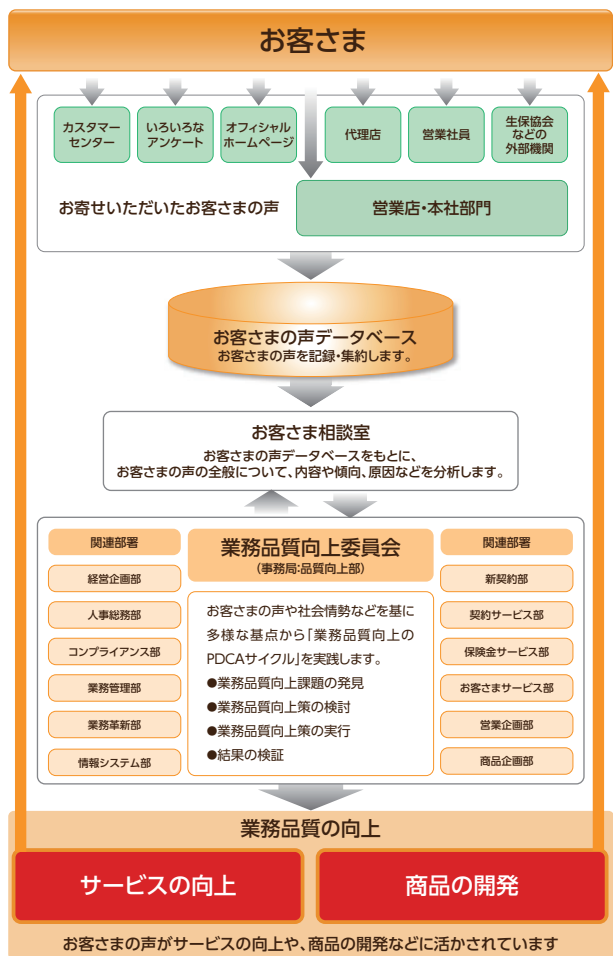 お客さま
カスタマー
センター
いろいろな
アンケート
オフィシャル
ホームページ
代理店
営業社員
生保協会
などの
外部機関
お寄せいただいたお客さまの声
営業店・本社部門
お客さまの声データベース
お客さまの声を記録・集約します。
お客さま相談室
お客さまの声データベースをもとに、
お客さまの声の全般について、内容や傾向、原因などを分析します。
関連部署
経営企画部
人事総務部
コンプライアンス部
業務管理部
業務革新部
情報システム部
業務品質向上委員会
(事務局:品質向上部)
お客さまの声や社会情勢などを基に
多様な基点から「業務品質向上の
PDCAサイクル」を実践します。
●業務品質向上課題の発見
●業務品質向上策の検討
●業務品質向上策の実行
●結果の検証
関連部署
新契約部
契約サービス部
保険金サービス部
お客さまサービス部
営業企画部
商品企画部
業務品質の向上
サービスの向上
商品の開発
お客さまの声がサービスの向上や、商品の開発などに活かされています